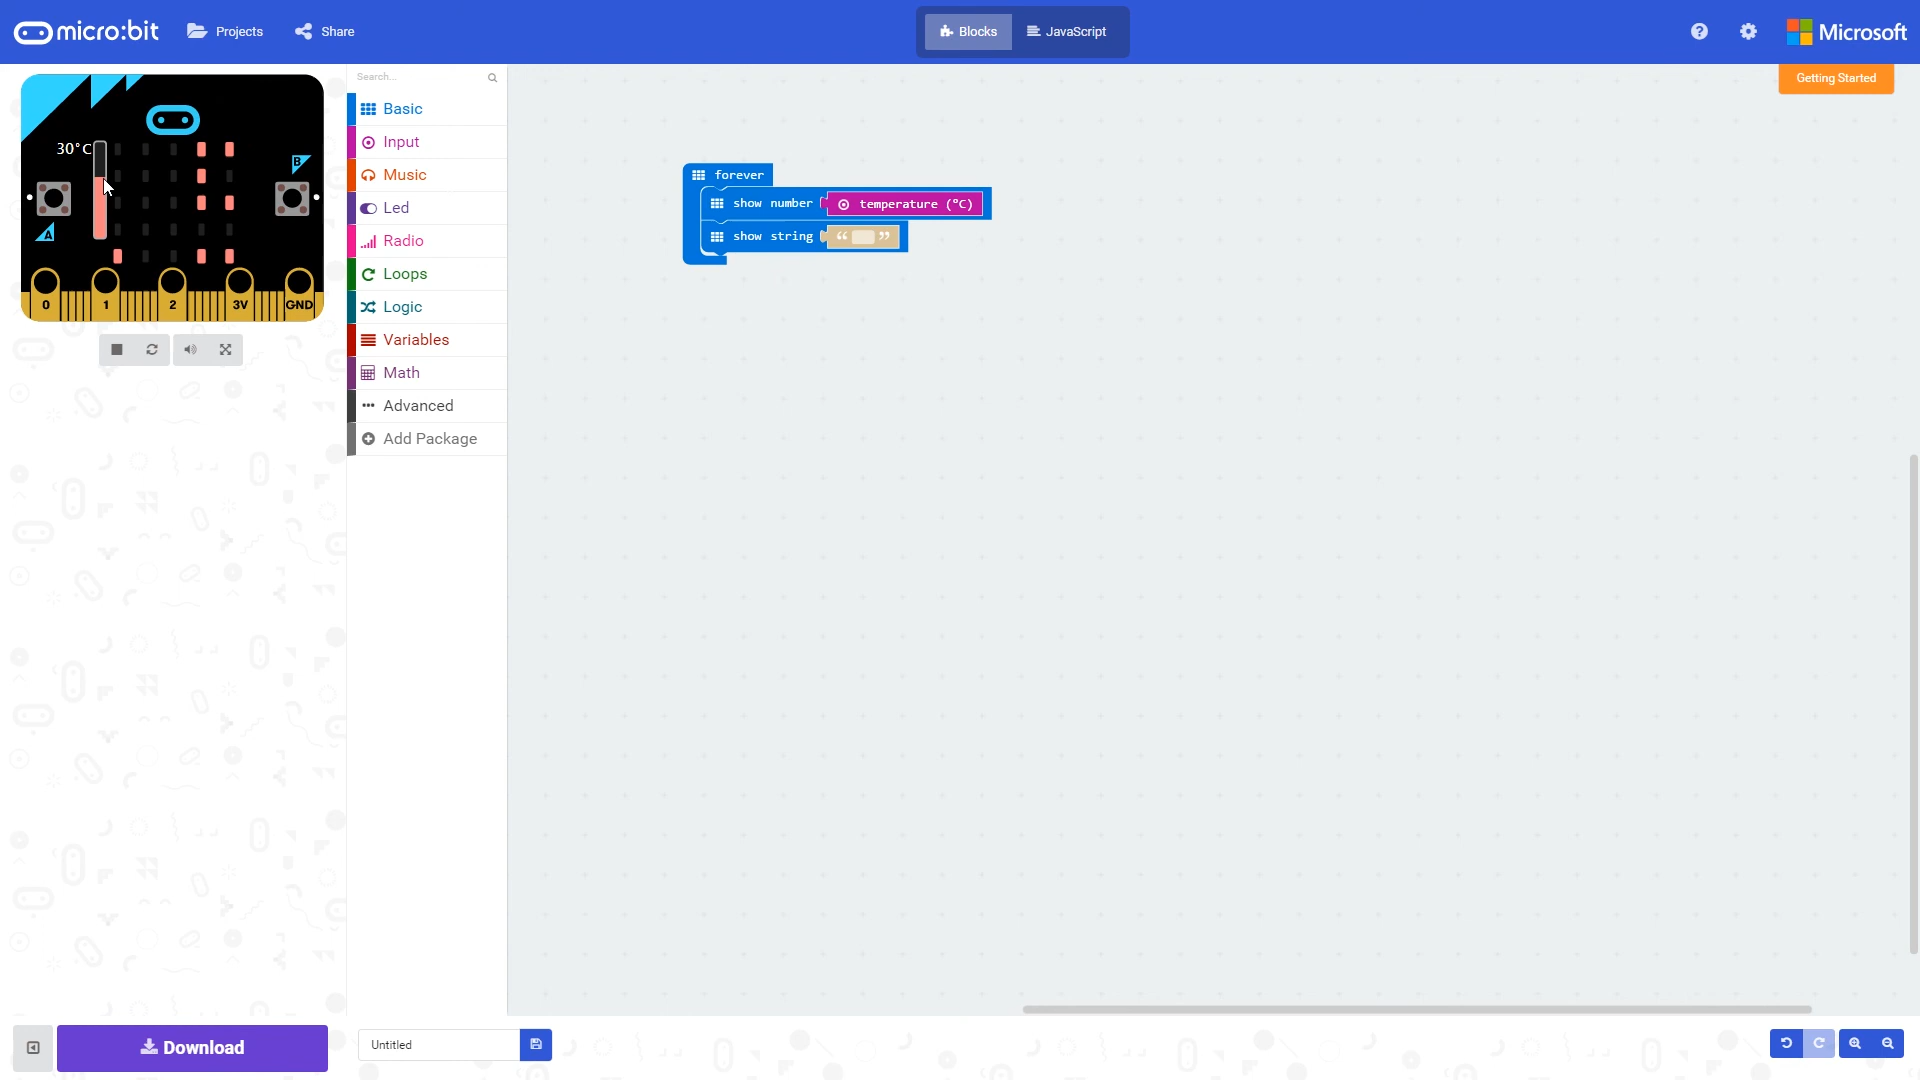 micro:bit
Projects
Share
Blocks
JavaScript
Microsoft
Search...
Getting Started
Basic
Input
Music
Led
Radio
Loops
Logic
Variables
Math
Advanced
Add Package
30°C
B
A
0
1
2
3V
GND
forever
show number temperature (°C)
show string “ ”
Download
Untitled